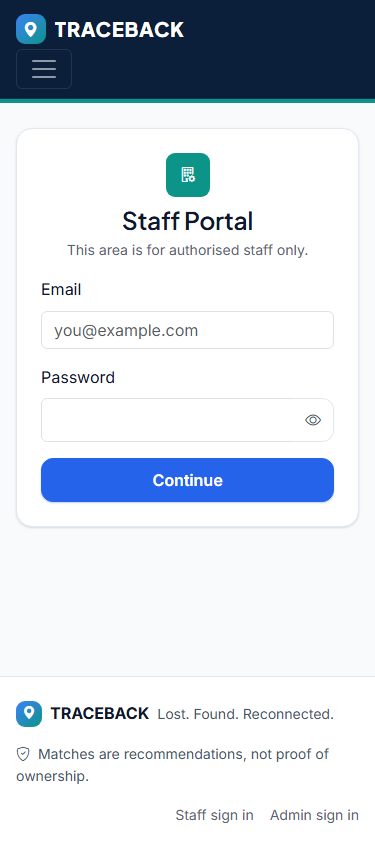 TRACEBACK
Staff Portal
This area is for authorised staff only.
Email
you@example.com
Password
Continue
TRACEBACK Lost. Found. Reconnected.
Matches are recommendations, not proof of
ownership.
Staff sign in Admin sign in